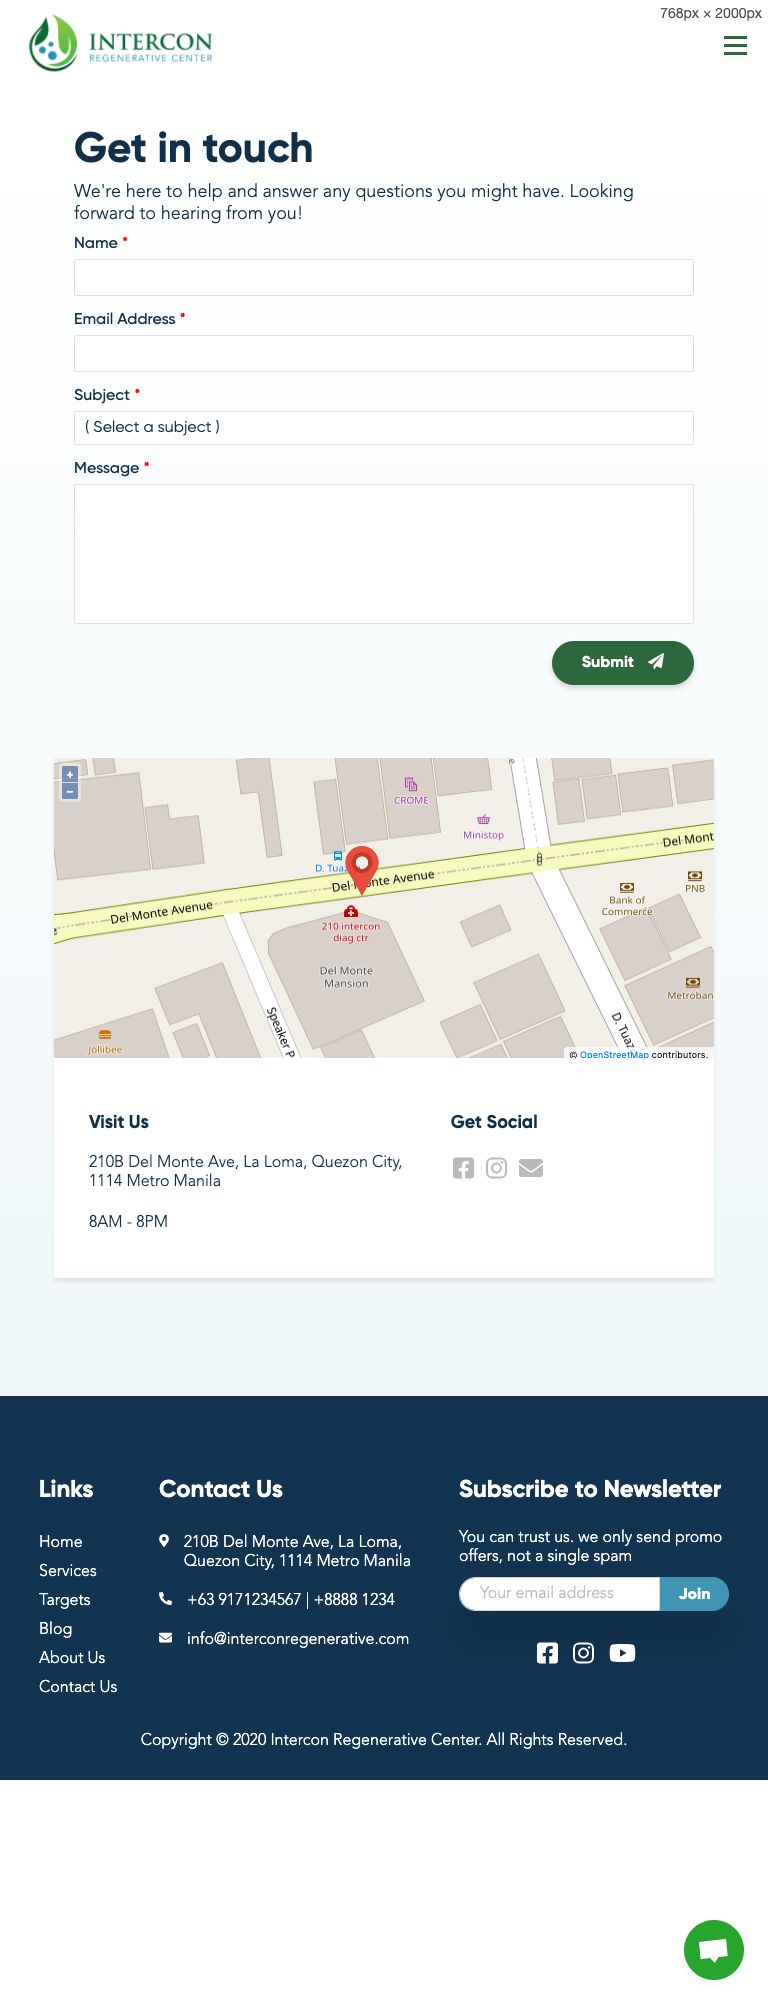 768px × 2000px
INTERCON
REGENERATIVE CENTER
Get in touch
We're here to help and answer any questions you might have. Looking
forward to hearing from you!
Name *
Email Address *
Subject *
( Select a subject )
Message *
Submit
+
−
CROME
Ministop
D. Tuaz
Del Monte Avenue
Del Monte Avenue
Del Mont
PNB
Bank of
Commerce
210 intercon
diag ctr
Del Monte
Mansion
Metroban
Speaker P
D. Tuaz
Jollibee
© OpenStreetMap contributors.
Visit Us
210B Del Monte Ave, La Loma, Quezon City,
1114 Metro Manila
8AM - 8PM
Get Social
Links
Home
Services
Targets
Blog
About Us
Contact Us
Contact Us
210B Del Monte Ave, La Loma,
Quezon City, 1114 Metro Manila
+63 9171234567 | +8888 1234
info@interconregenerative.com
Subscribe to Newsletter
You can trust us. we only send promo
offers, not a single spam
Your email address
Join
Copyright © 2020 Intercon Regenerative Center. All Rights Reserved.